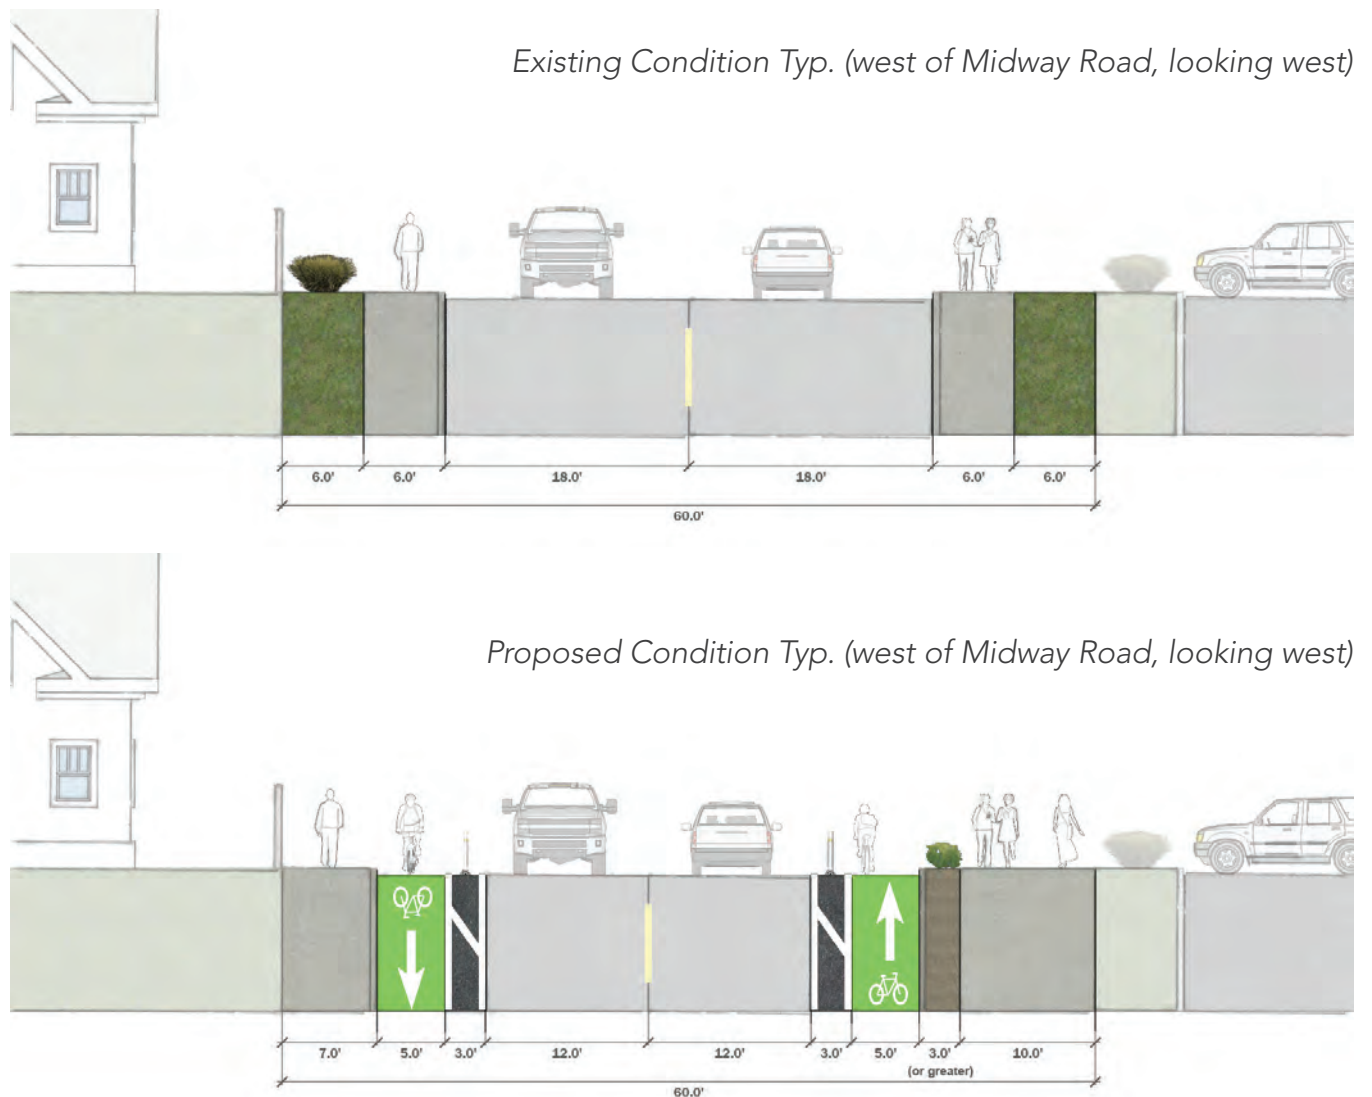 Existing Condition Typ. (west of Midway Road, looking west)
6.0' 6.0' 18.0' 18.0' 6.0' 6.0'
60.0'
Proposed Condition Typ. (west of Midway Road, looking west)
7.0' 5.0' 3.0' 12.0' 12.0' 3.0' 5.0' 3.0' 10.0'
(or greater)
60.0'